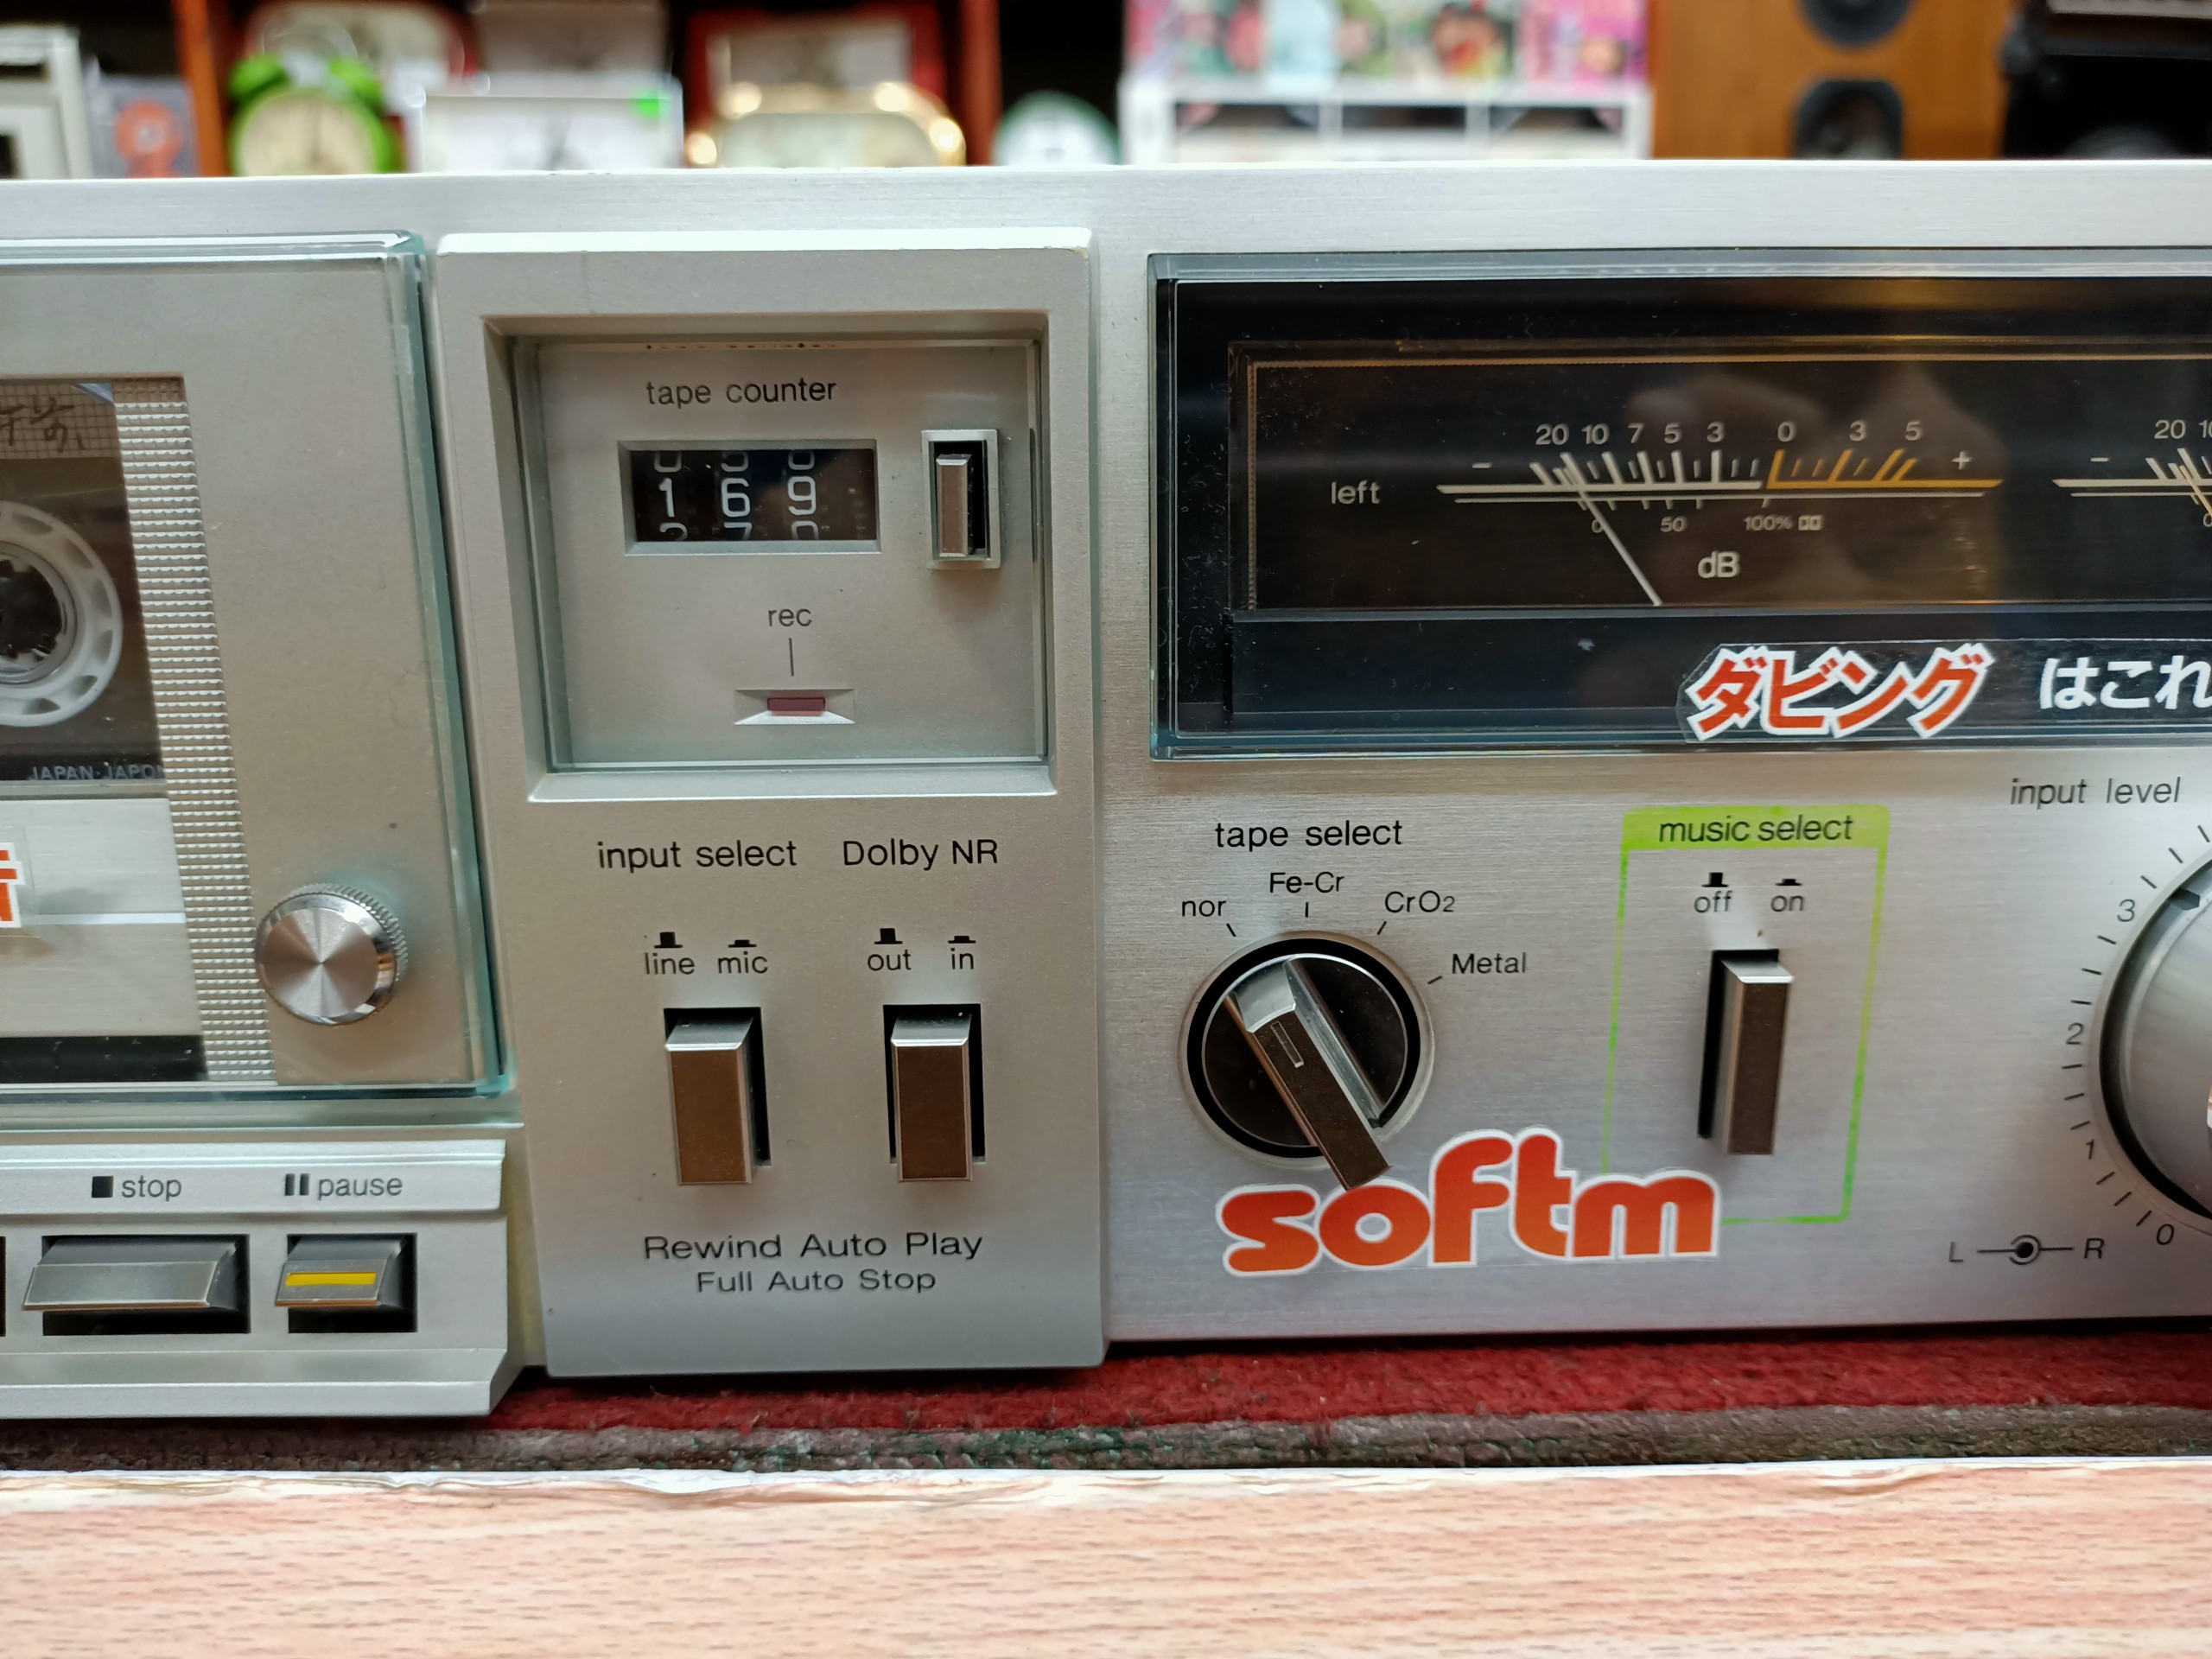 tape counter
1 6 9
rec
input select
Dolby NR
line mic
out in
Rewind Auto Play
Full Auto Stop
stop
pause
JAPAN·JAPON
left
− 20 10 7 5 3 0 3 5 +
0 50 100%
dB
− 20
ダビング はこれ
tape select
nor Fe-Cr CrO2 Metal
music select
off on
softm
input level
3
2
1
0
L R